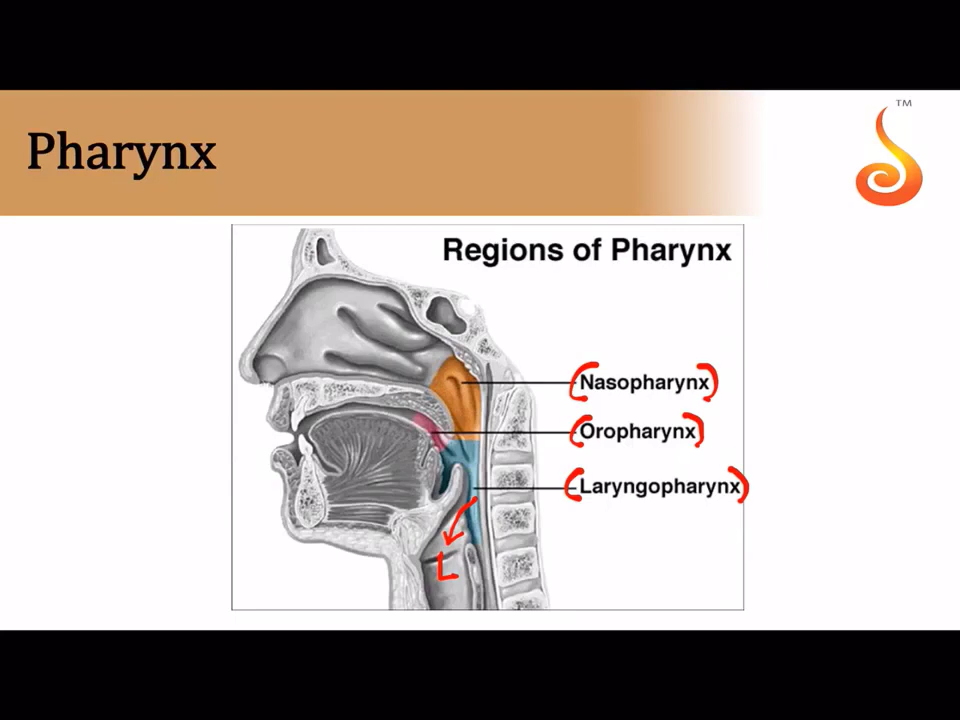 Pharynx
TM
Regions of Pharynx
(Nasopharynx)
(Oropharynx)
(Laryngopharynx)
L